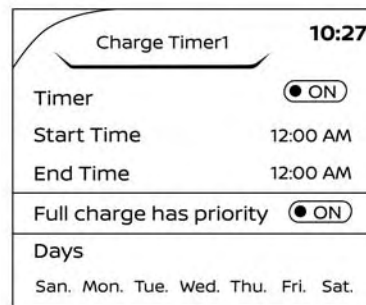 Charge Timer1 10:27
Timer ON
Start Time 12:00 AM
End Time 12:00 AM
Full charge has priority ON
Days
San. Mon. Tue. Wed. Thu. Fri. Sat.